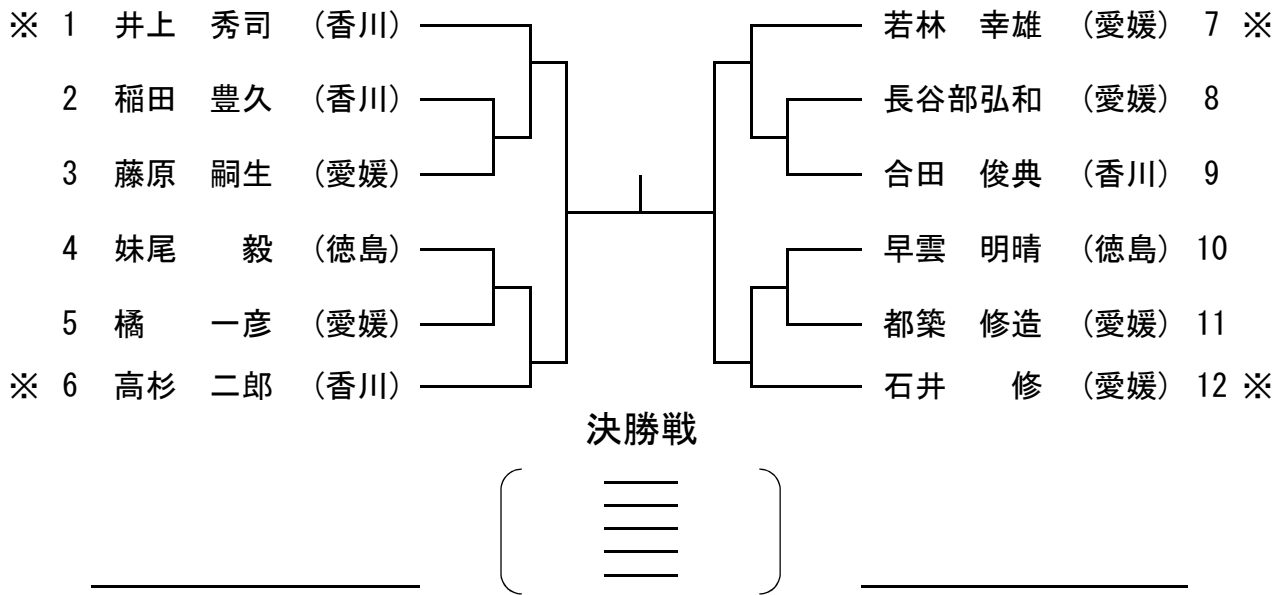 ※ 1 井上 秀司 (香川) 若林 幸雄 (愛媛) 7 ※
2 稲田 豊久 (香川) 長谷部弘和 (愛媛) 8
3 藤原 嗣生 (愛媛) 合田 俊典 (香川) 9
4 妹尾 毅 (徳島) 早雲 明晴 (徳島) 10
5 橘 一彦 (愛媛) 都築 修造 (愛媛) 11
※ 6 高杉 二郎 (香川) 石井 修 (愛媛) 12 ※
決勝戦